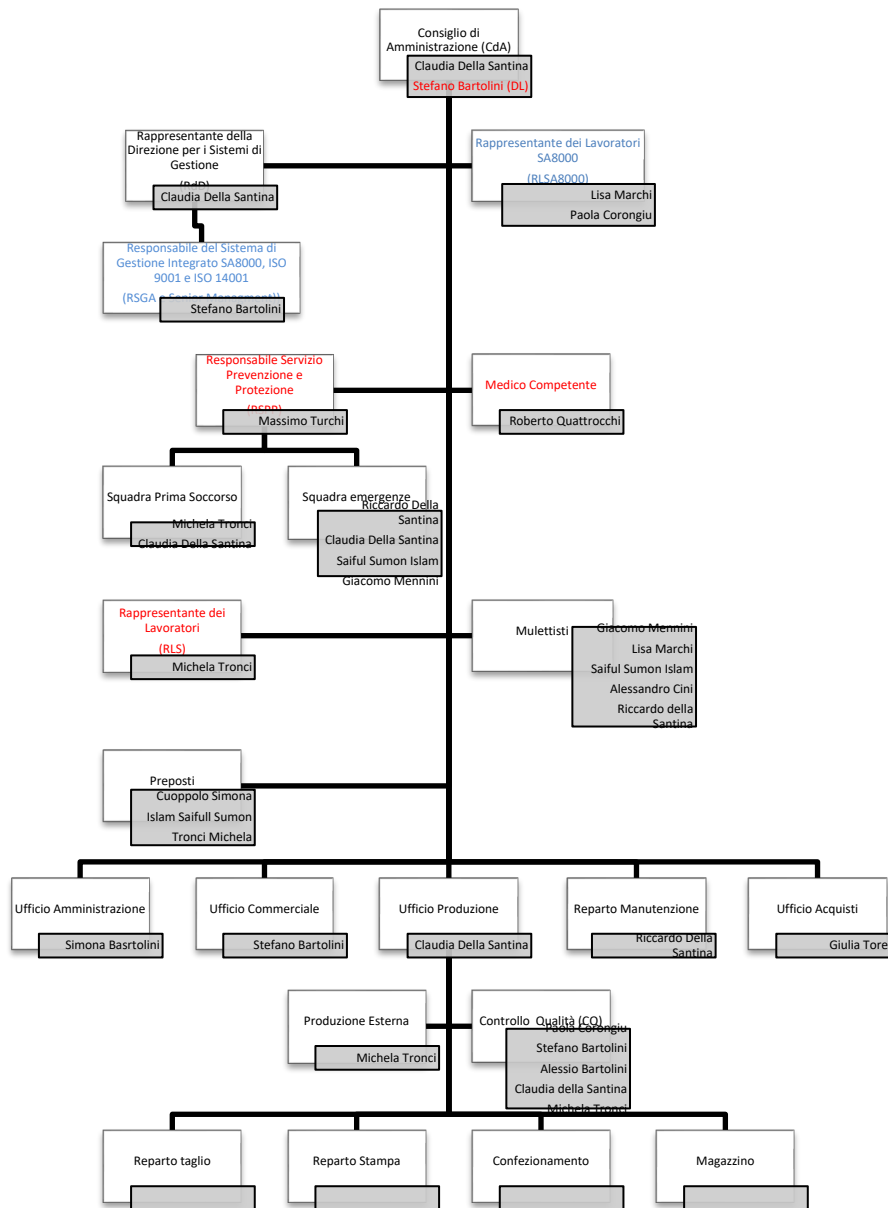 Consiglio di
Amministrazione (CdA)
Claudia Della Santina
Stefano Bartolini (DL)
Rappresentante della
Direzione per i Sistemi di
Gestione
(RdD)
Claudia Della Santina
Rappresentante dei Lavoratori
SA8000
(RLSA8000)
Lisa Marchi
Paola Corongiu
Responsabile del Sistema di
Gestione Integrato SA8000, ISO
9001 e ISO 14001
(RSGA e Senior
Stefano Bartolini
Responsabile Servizio
Prevenzione e
Protezione
(RSPP)
Massimo Turchi
Medico Competente
Roberto Quattrocchi
Squadra Prima Soccorso
Michela Tronci
Claudia Della Santina
Squadra emergenze
Riccardo Della
Santina
Claudia Della Santina
Saiful Sumon Islam
Giacomo Mennini
Rappresentante dei
Lavoratori
(RLS)
Michela Tronci
Mulettisti
Giacomo Mennini
Lisa Marchi
Saiful Sumon Islam
Alessandro Cini
Riccardo della
Santina
Preposti
Cuoppolo Simona
Islam Saifull Sumon
Tronci Michela
Ufficio Amministrazione
Simona Basrtolini
Ufficio Commerciale
Stefano Bartolini
Ufficio Produzione
Claudia Della Santina
Reparto Manutenzione
Riccardo Della
Santina
Ufficio Acquisti
Giulia Tore
Produzione Esterna
Michela Tronci
Controllo Qualità (CQ)
Paola Corongiu
Stefano Bartolini
Alessio Bartolini
Claudia della Santina
Michela Tronci
Reparto taglio
Reparto Stampa
Confezionamento
Magazzino